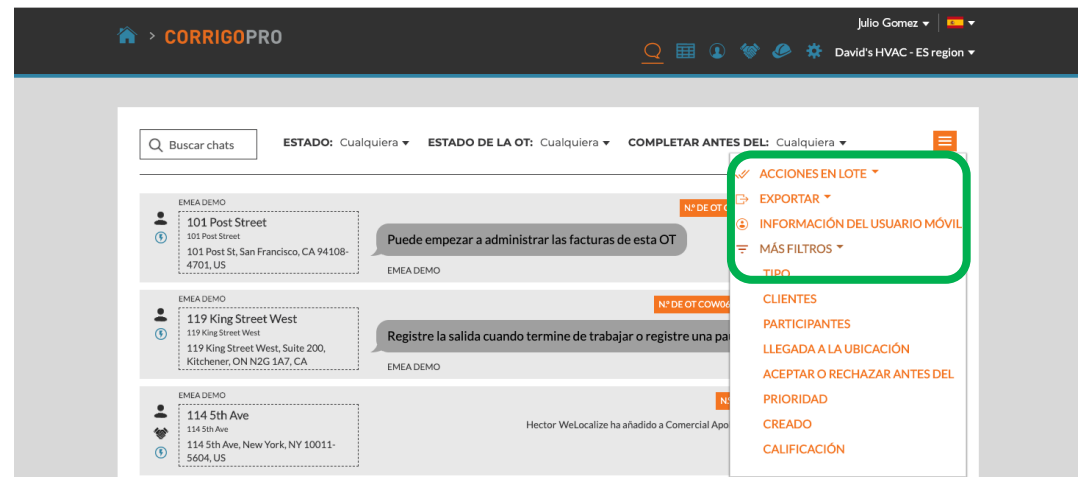 Julio Gomez
CORRIGOPRO
David's HVAC - ES region
Buscar chats
ESTADO: Cualquiera
ESTADO DE LA OT: Cualquiera
COMPLETAR ANTES DEL: Cualquiera
ACCIONES EN LOTE
EXPORTAR
INFORMACIÓN DEL USUARIO MÓVIL
MÁS FILTROS
TIPO
CLIENTES
PARTICIPANTES
LLEGADA A LA UBICACIÓN
ACEPTAR O RECHAZAR ANTES DEL
PRIORIDAD
CREADO
CALIFICACIÓN
EMEA DEMO
101 Post Street
101 Post Street
101 Post St, San Francisco, CA 94108-
4701, US
N.º DE OT
Puede empezar a administrar las facturas de esta OT
EMEA DEMO
EMEA DEMO
119 King Street West
119 King Street West
119 King Street West, Suite 200,
Kitchener, ON N2G 1A7, CA
N.º DE OT COW06
Registre la salida cuando termine de trabajar o registre una pau
EMEA DEMO
EMEA DEMO
114 5th Ave
114 5th Ave
114 5th Ave, New York, NY 10011-
5604, US
Hector WeLocalize ha añadido a Comercial Apo